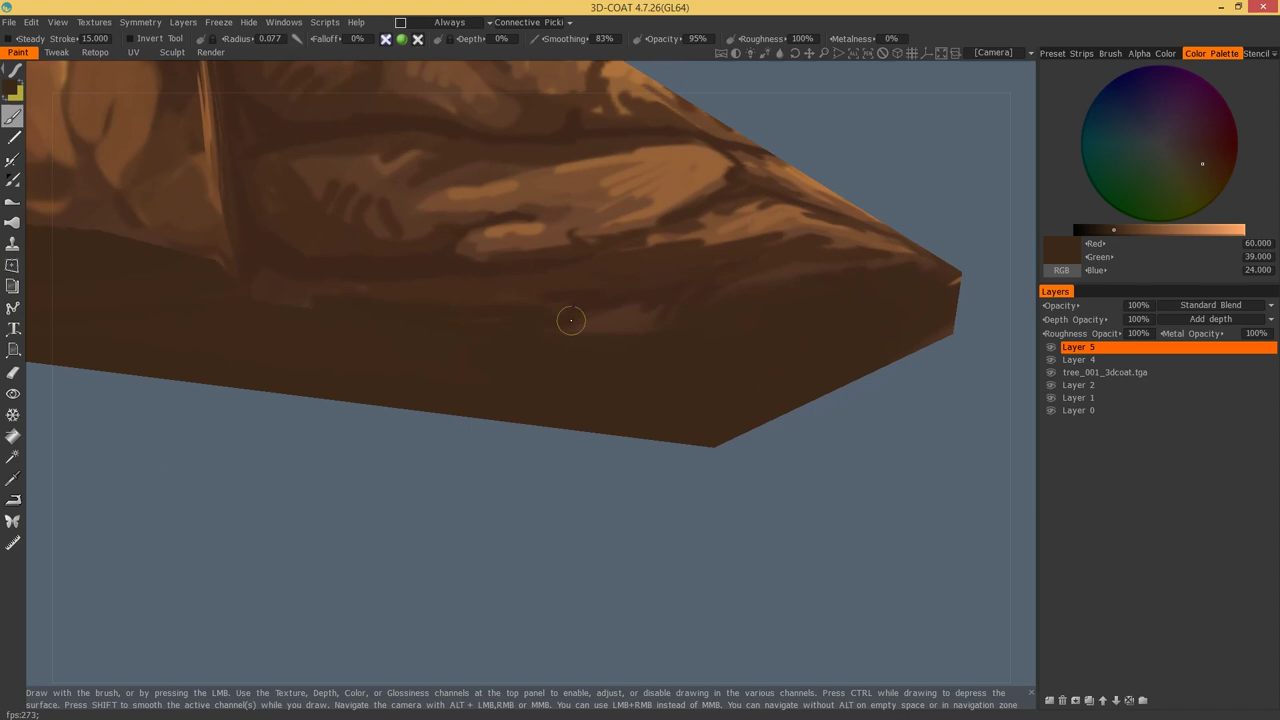 3D-COAT 4.7.26(GL64)
File Edit View Textures Symmetry Layers Freeze Hide Windows Scripts Help Always Connective Picki
Steady Stroke 15.000 Invert Tool Radius 0.077 Falloff 0% Depth 0% Smoothing 83% Opacity 95% Roughness 100% Metalness 0%
Paint Tweak Retopo UV Sculpt Render [Camera] Preset Strips Brush Alpha Color Color Palette Stencil
Red 60.000
Green 39.000
RGB Blue 24.000
Layers
Opacity 100% Standard Blend
Depth Opacity 100% Add depth
Roughness Opacit 100% Metal Opacity 100%
Layer 5
Layer 4
tree_001_3dcoat.tga
Layer 2
Layer 1
Layer 0
Draw with the brush, or by pressing the LMB. Use the Texture, Depth, Color, or Glossiness channels at the top panel to enable, adjust, or disable drawing in the various channels. Press CTRL while drawing to depress the
surface. Press SHIFT to smooth the active channel(s) while you draw. Navigate the camera with ALT + LMB,RMB or MMB. You can use LMB+RMB instead of MMB. You can navigate without ALT on empty space or in navigation zone
fps:273;